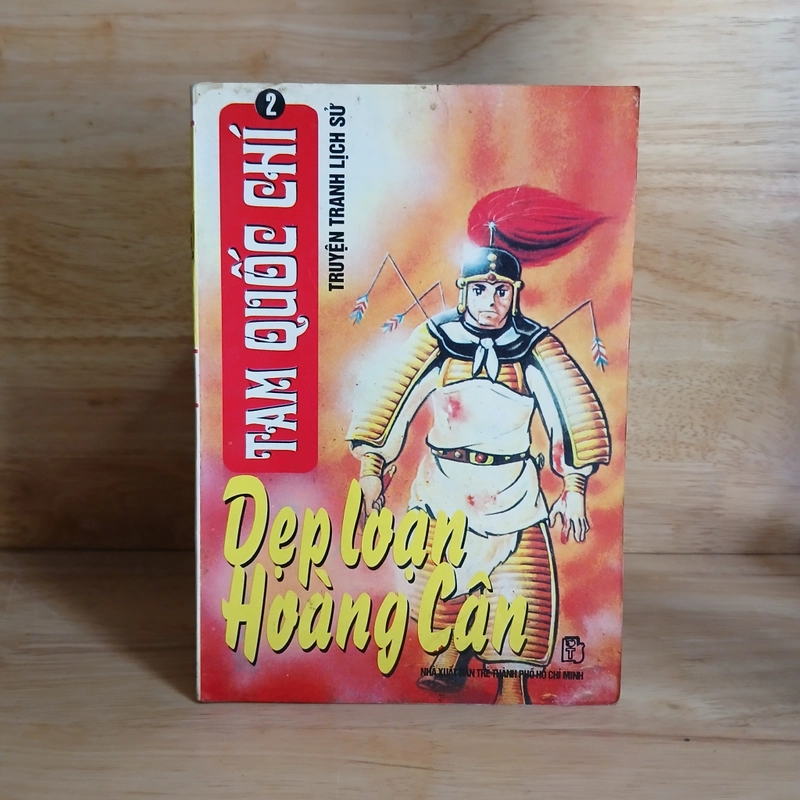 2
TAM QUỐC CHÍ
TRUYỆN TRANH LỊCH SỬ
Dẹp loạn
Hoàng Cân
NHÀ XUẤT BẢN TRẺ THÀNH PHỐ HỒ CHÍ MINH